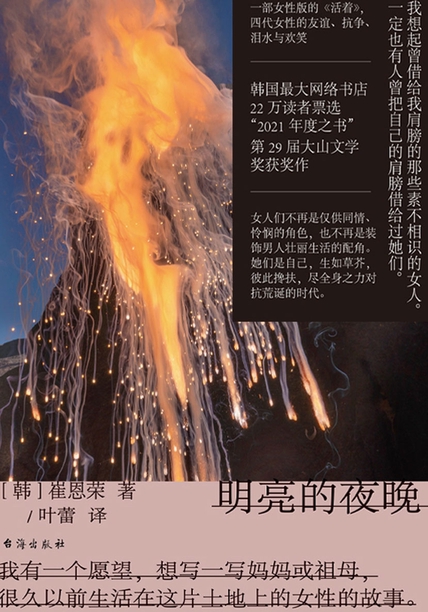 一部女性版的《活着》，
四代女性的友谊、抗争、
泪水与欢笑
韩国最大网络书店
22 万读者票选
“2021 年度之书”
第 29 届大山文学
奖获奖作
女人们不再是仅供同情、
怜悯的角色，也不再是装
饰男人壮丽生活的配角。
她们是自己，生如草芥，
彼此搀扶，尽全身之力对
抗荒诞的时代。
我想起曾借给我肩膀的那些素不相识的女人。
一定也有人曾把自己的肩膀借给过她们。
明亮的夜晚
[ 韩 ] 崔恩荣 著
/ 叶蕾 译
台海出版社
我有一个愿望，想写一写妈妈或祖母，
很久以前生活在这片土地上的女性的故事。